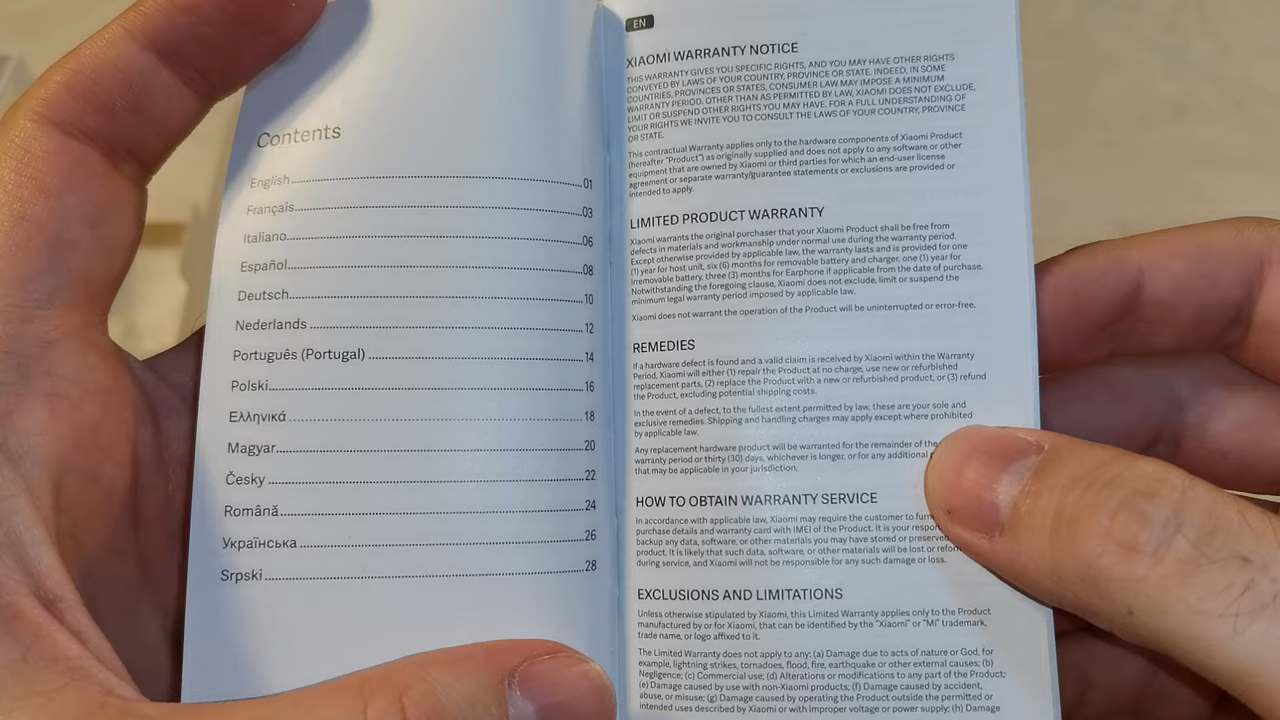 Contents
English 01
Français 03
Italiano 06
Español 08
Deutsch 10
Nederlands 12
Português (Portugal) 14
Polski 16
Ελληνικά 18
Magyar 20
Česky 22
Română 24
Українська 26
Srpski 28
EN
XIAOMI WARRANTY NOTICE
THIS WARRANTY GIVES YOU SPECIFIC RIGHTS, AND YOU MAY HAVE OTHER RIGHTS
CONVEYED BY LAWS OF YOUR COUNTRY, PROVINCE OR STATE. INDEED, IN SOME
COUNTRIES, PROVINCES OR STATES, CONSUMER LAW MAY IMPOSE A MINIMUM
WARRANTY PERIOD. OTHER THAN AS PERMITTED BY LAW, XIAOMI DOES NOT EXCLUDE,
LIMIT OR SUSPEND OTHER RIGHTS YOU MAY HAVE. FOR A FULL UNDERSTANDING OF
YOUR RIGHTS WE INVITE YOU TO CONSULT THE LAWS OF YOUR COUNTRY, PROVINCE
OR STATE.
This contractual Warranty applies only to the hardware components of Xiaomi Product
(hereafter "Product") as originally supplied and does not apply to any software or other
equipment that are owned by Xiaomi or third parties for which an end-user license
agreement or separate warranty/guarantee statements or exclusions are provided or
intended to apply.
LIMITED PRODUCT WARRANTY
Xiaomi warrants the original purchaser that your Xiaomi Product shall be free from
defects in materials and workmanship under normal use during the warranty period.
Except otherwise provided by applicable law, the warranty lasts and is provided for one
(1) year for host unit, six (6) months for removable battery and charger, one (1) year for
irremovable battery, three (3) months for Earphone if applicable from the date of purchase.
Notwithstanding the foregoing clause, Xiaomi does not exclude, limit or suspend the
minimum legal warranty period imposed by applicable law.
Xiaomi does not warrant the operation of the Product will be uninterrupted or error-free.
REMEDIES
If a hardware defect is found and a valid claim is received by Xiaomi within the Warranty
Period, Xiaomi will either (1) repair the Product at no charge, use new or refurbished
replacement parts, (2) replace the Product with a new or refurbished product, or (3) refund
the Product, excluding potential shipping costs.
In the event of a defect, to the fullest extent permitted by law, these are your sole and
exclusive remedies. Shipping and handling charges may apply except where prohibited
by applicable law.
Any replacement hardware product will be warranted for the remainder of the
warranty period or thirty (30) days, whichever is longer, or for any additional
that may be applicable in your jurisdiction.
HOW TO OBTAIN WARRANTY SERVICE
In accordance with applicable law, Xiaomi may require the customer to
purchase details and warranty card with IMEI of the Product. It is your
backup any data, software, or other materials you may have stored or preserved
product. It is likely that such data, software, or other materials will be lost or
during service, and Xiaomi will not be responsible for any such damage or loss.
EXCLUSIONS AND LIMITATIONS
Unless otherwise stipulated by Xiaomi, this Limited Warranty applies only to the Product
manufactured by or for Xiaomi, that can be identified by the "Xiaomi" or "Mi" trademark,
trade name, or logo affixed to it.
The Limited Warranty does not apply to any: (a) Damage due to acts of nature or God, for
example, lightning strikes, tornadoes, flood, fire, earthquake or other external causes; (b)
Negligence; (c) Commercial use; (d) Alterations or modifications to any part of the Product;
(e) Damage caused by use with non-Xiaomi products; (f) Damage caused by accident,
abuse, or misuse; (g) Damage caused by operating the Product outside the permitted or
intended uses described by Xiaomi or with improper voltage or power supply; (h) Damage